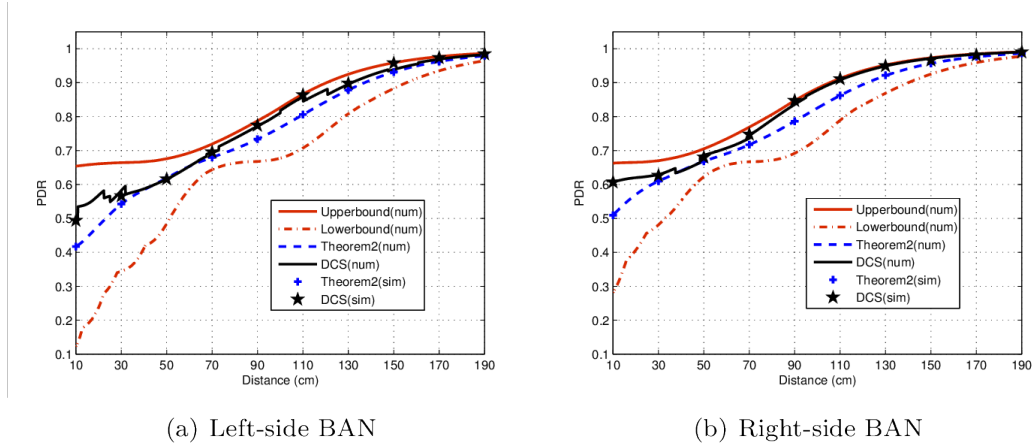 1
0.9
0.8
0.7
0.6
0.5
0.4
0.3
0.2
0.1
PDR
10 30 50 70 90 110 130 150 170 190
Distance (cm)
Upperbound(num)
Lowerbound(num)
Theorem2(num)
DCS(num)
Theorem2(sim)
DCS(sim)
(a) Left-side BAN
1
0.9
0.8
0.7
0.6
0.5
0.4
0.3
0.2
0.1
PDR
10 30 50 70 90 110 130 150 170 190
Distance (cm)
Upperbound(num)
Lowerbound(num)
Theorem2(num)
DCS(num)
Theorem2(sim)
DCS(sim)
(b) Right-side BAN